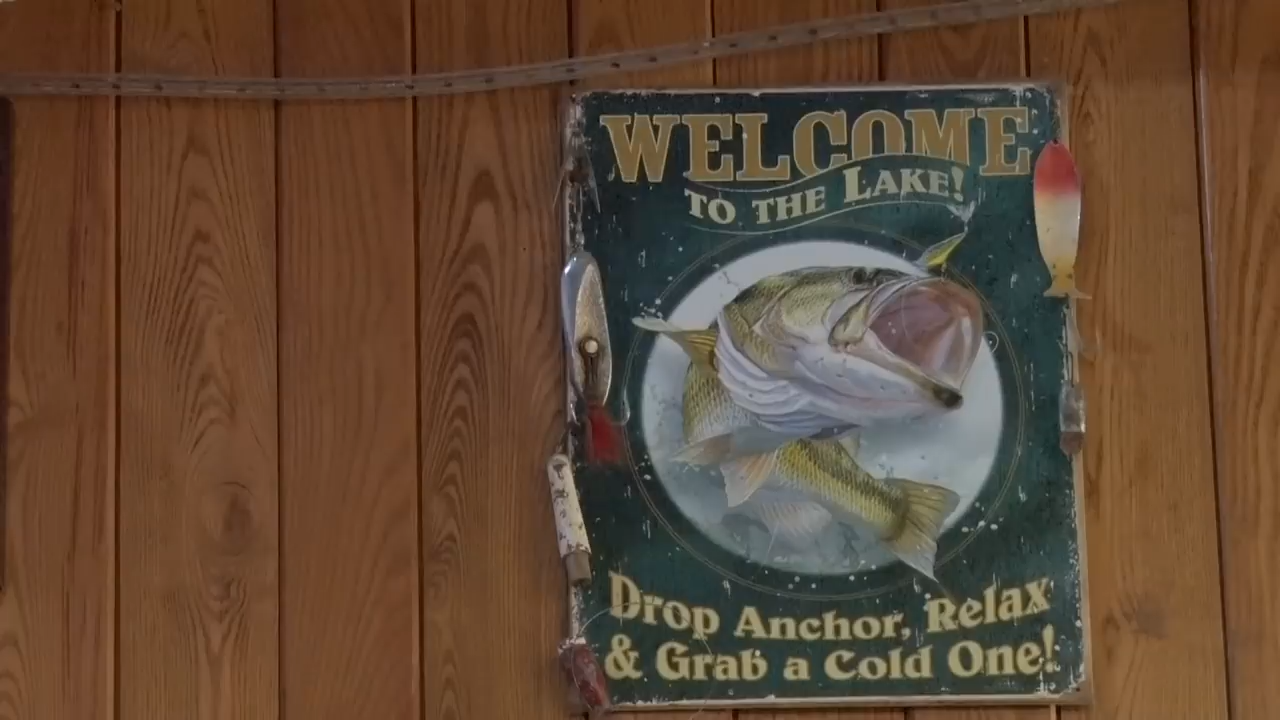 WELCOME
TO THE LAKE!
Drop Anchor, Relax
& Grab a Cold One!